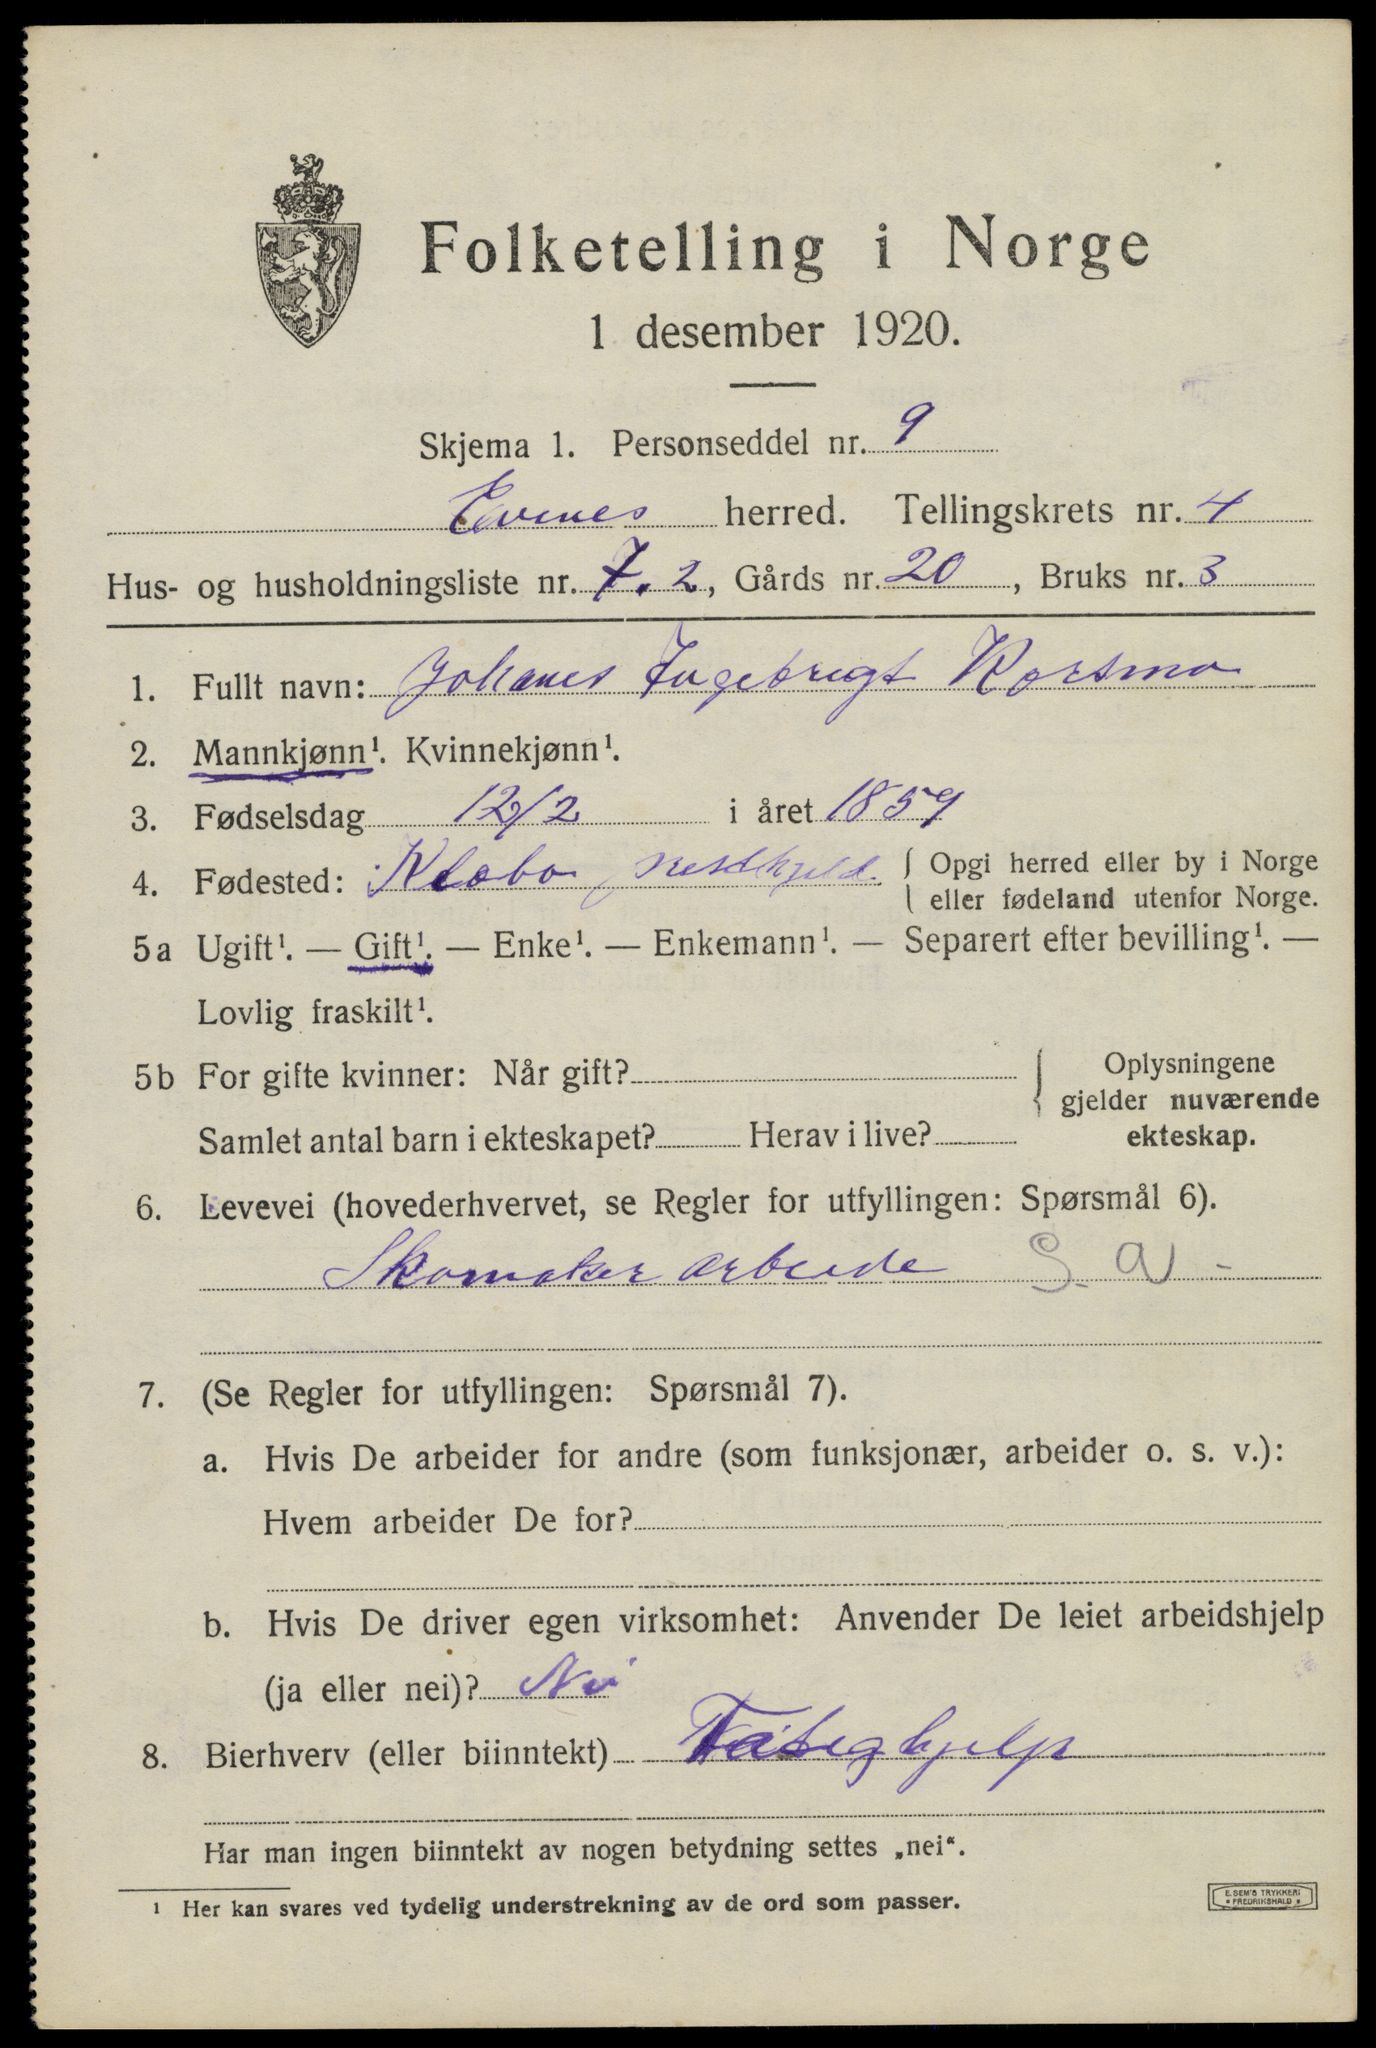 Folketelling i Norge
1 desember 1920.
Skjema 1. Personseddel nr. 9
Evenes herred. Tellingskrets nr. 4
Hus- og husholdningsliste nr. 7.2, Gårds nr. 20, Bruks nr. 3
1. Fullt navn: Johanes Ingebrigt Korsmo
2. Mannkjønn¹. Kvinnekjønn¹.
3. Fødselsdag 12/2 i året 1859
4. Fødested: Klæbo presthjeld { Opgi herred eller by i Norge
eller fødeland utenfor Norge.
5a Ugift¹. — Gift¹. — Enke¹. — Enkemann¹. — Separert efter bevilling¹. —
Lovlig fraskilt¹.
5b For gifte kvinner: Når gift? { Oplysningene
gjelder nuværende
Samlet antal barn i ekteskapet? Herav i live? ekteskap.
6. Levevei (hovederhvervet, se Regler for utfyllingen: Spørsmål 6).
Skomaker arbeide S. a -
7. (Se Regler for utfyllingen: Spørsmål 7).
a. Hvis De arbeider for andre (som funksjonær, arbeider o. s. v.):
Hvem arbeider De for?
b. Hvis De driver egen virksomhet: Anvender De leiet arbeidshjelp
(ja eller nei)? Nei
8. Bierhverv (eller biinntekt) Fatighjelp
Har man ingen biinntekt av nogen betydning settes „nei“.
¹ Her kan svares ved tydelig understrekning av de ord som passer.
E. SEM'S TRYKKERI
FREDRIKSHALD